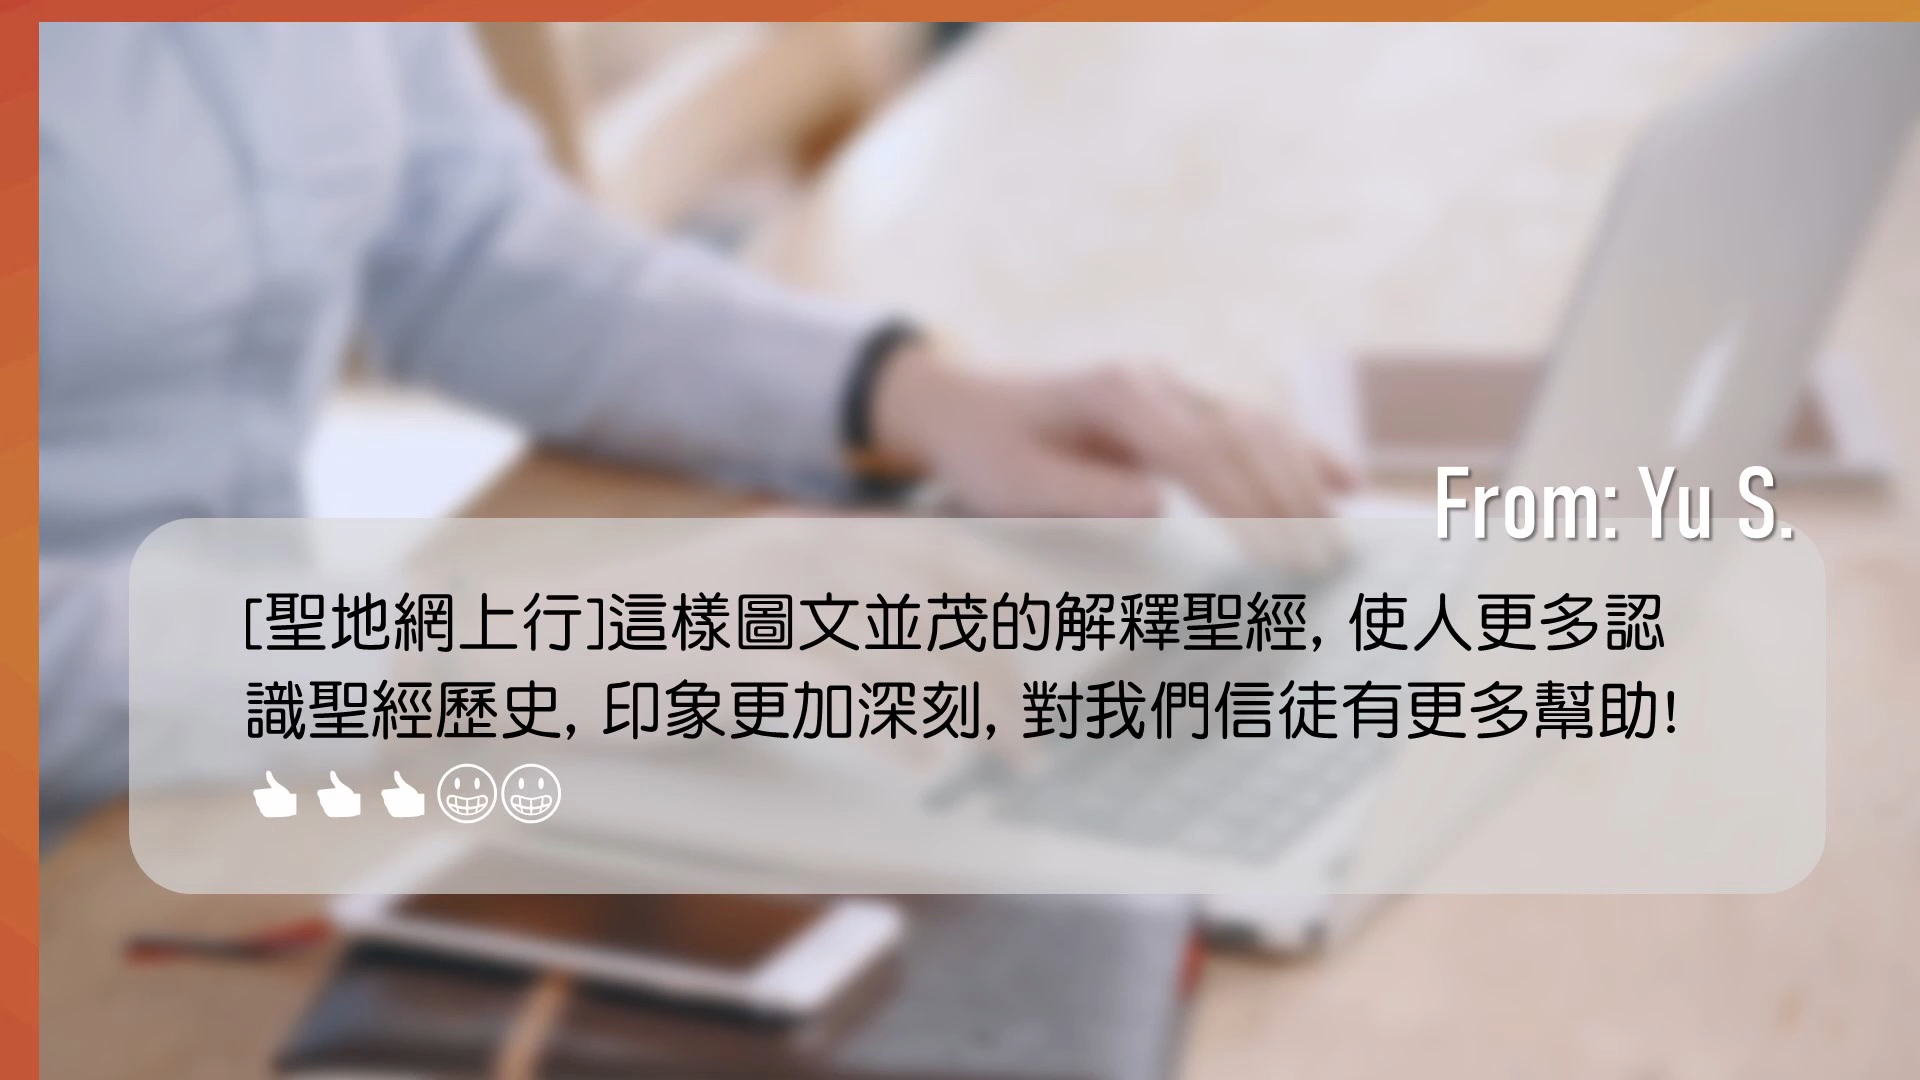 From: Yu S.
[聖地網上行]這樣圖文並茂的解釋聖經, 使人更多認
識聖經歷史, 印象更加深刻, 對我們信徒有更多幫助!
👍👍👍😀😀